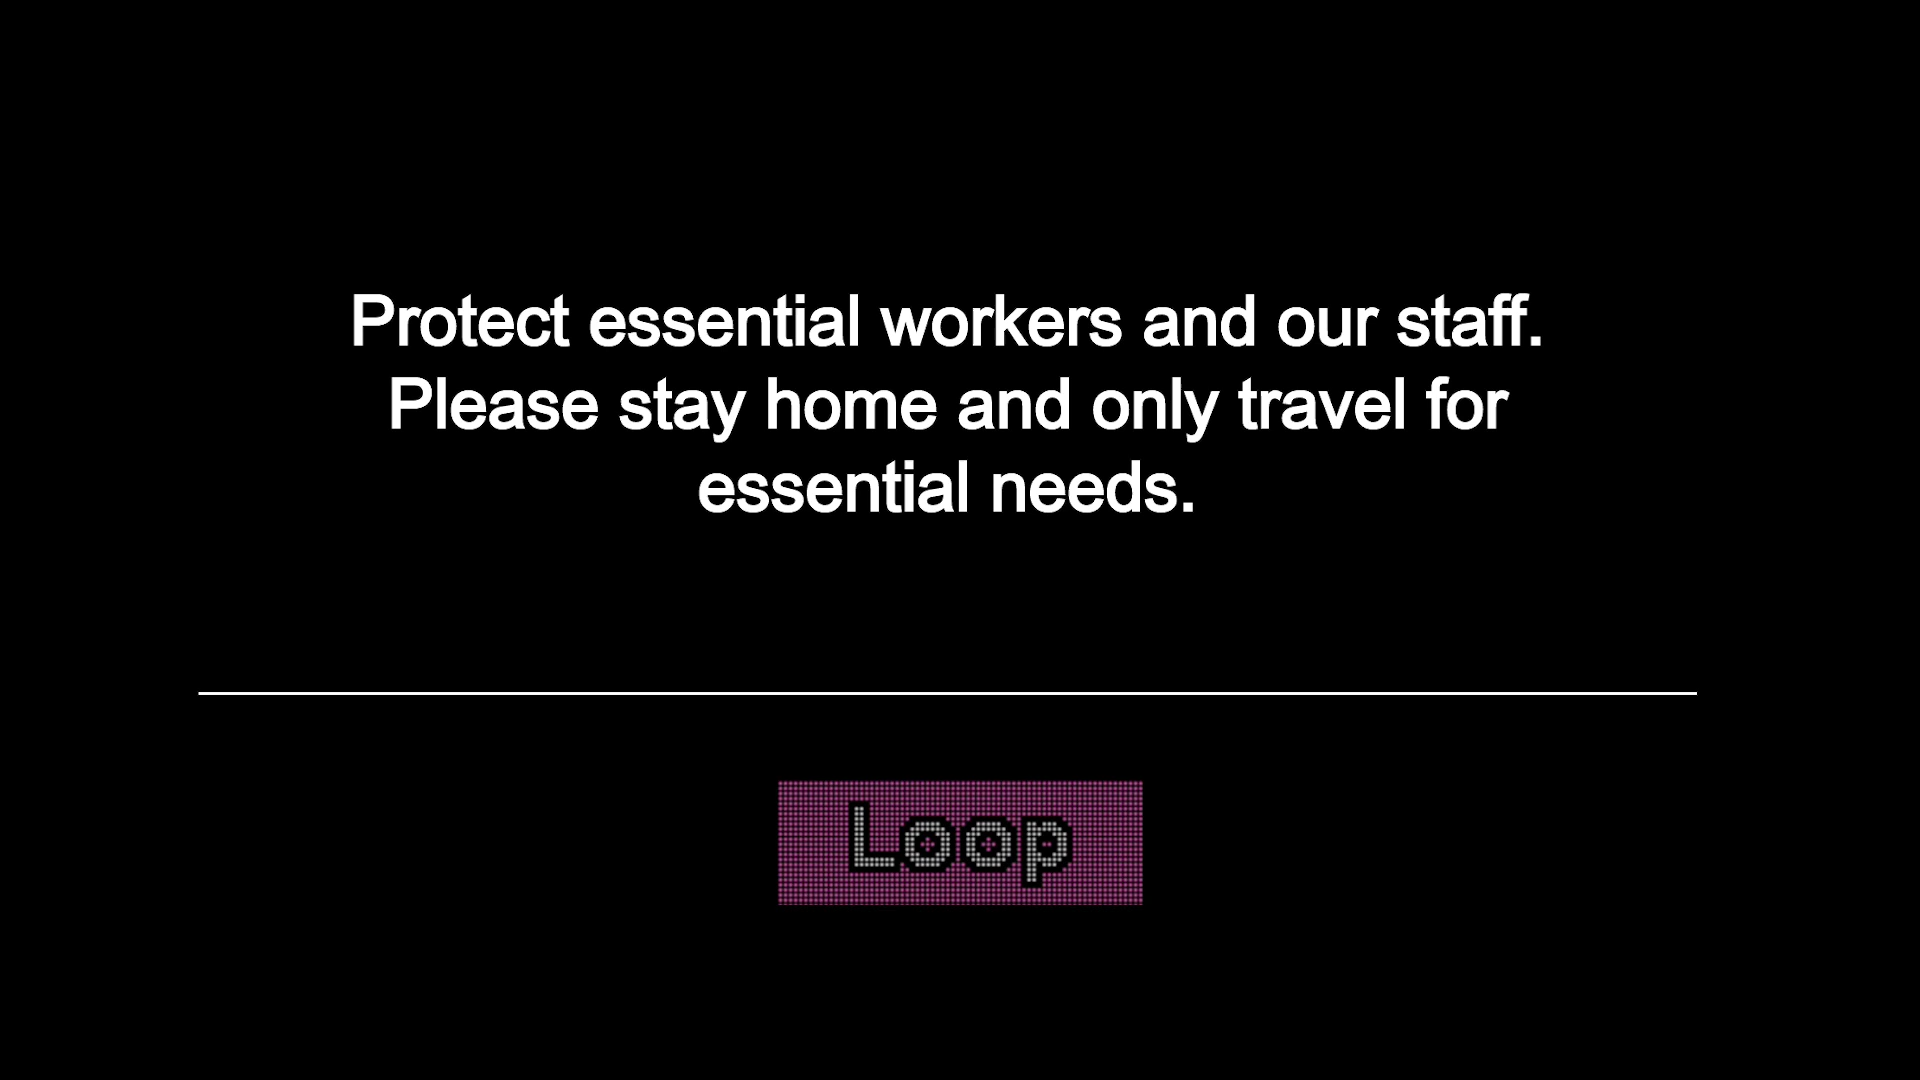 Protect essential workers and our staff.
Please stay home and only travel for
essential needs.
Loop